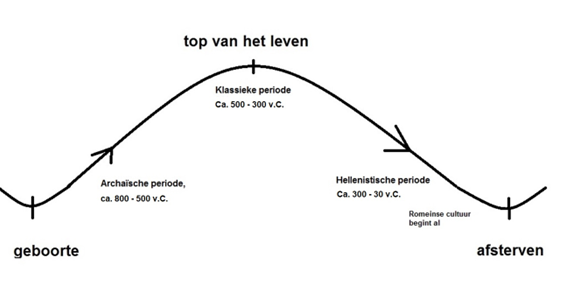 top van het leven
Klassieke periode
Ca. 500 - 300 v.C.
Archaïsche periode,
ca. 800 - 500 v.C.
Hellenistische periode
Ca. 300 - 30 v.C.
Romeinse cultuur
begint al
geboorte
afsterven